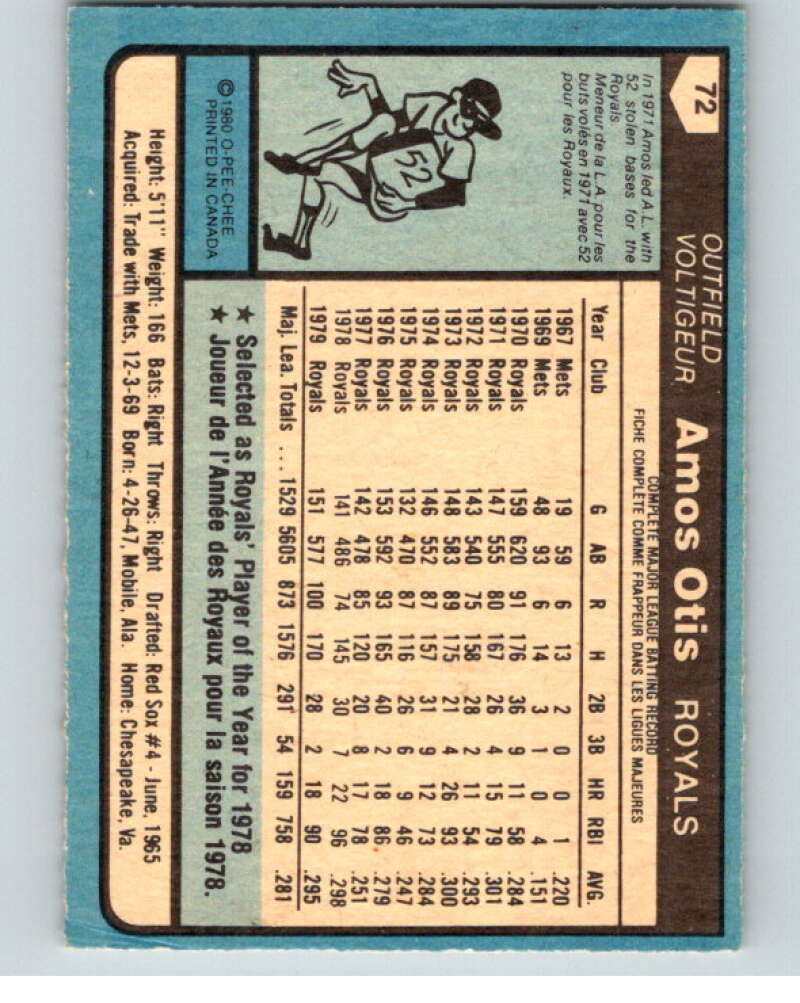 72
OUTFIELD
VOLTIGEUR
Amos Otis ROYALS
In 1971 Amos led A.L. with
52 stolen bases for the
Royals.
Meneur de la L.A. pour les
buts volés en 1971 avec 52
pour les Royaux.
52
© 1980 O-PEE-CHEE
PRINTED IN CANADA
COMPLETE MAJOR LEAGUE BATTING RECORD
FICHE COMPLETE COMME FRAPPEUR DANS LES LIGUES MAJEURES
Year Club G AB R H 2B 3B HR RBI AVG.
1967 Mets 19 59 6 13 2 0 0 1 .220
1969 Mets 48 93 6 14 3 1 0 4 .151
1970 Royals 159 620 91 176 36 9 11 58 .284
1971 Royals 147 555 80 167 26 4 15 79 .301
1972 Royals 143 540 75 158 28 2 11 54 .293
1973 Royals 148 583 89 175 21 4 26 93 .300
1974 Royals 146 552 87 157 31 9 12 73 .284
1975 Royals 132 470 87 116 26 6 9 46 .247
1976 Royals 153 592 93 165 40 2 18 86 .279
1977 Royals 142 478 85 120 20 8 17 78 .251
1978 Royals 141 486 74 145 30 7 22 96 .298
1979 Royals 151 577 100 170 28 2 18 90 .295
Maj. Lea. Totals ... 1529 5605 873 1576 291 54 159 758 .281
★ Selected as Royals' Player of the Year for 1978
★ Joueur de l'Année des Royaux pour la saison 1978.
Height: 5'11" Weight: 166 Bats: Right Throws: Right Drafted: Red Sox #4 - June, 1965
Acquired: Trade with Mets, 12-3-69 Born: 4-26-47, Mobile, Ala. Home: Chesapeake, Va.